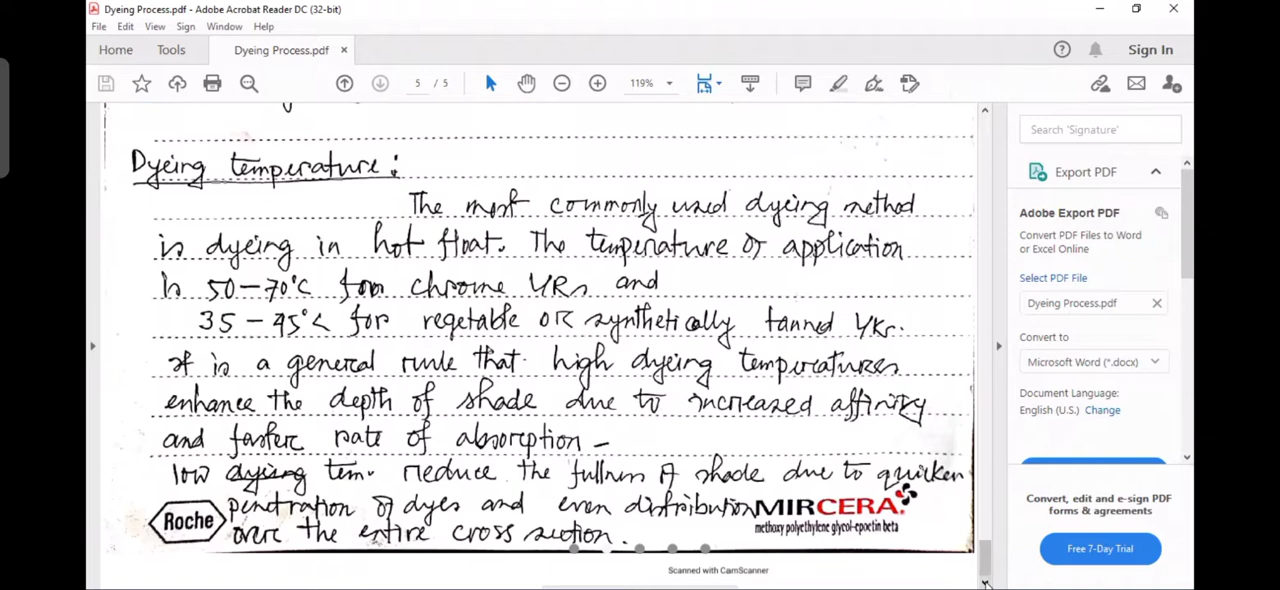 Dyeing Process.pdf - Adobe Acrobat Reader DC (32-bit)
File Edit View Sign Window Help
Home Tools Dyeing Process.pdf × Sign In
5 / 5 119%
Dyeing temperature:
The most commonly used dyeing method
is dyeing in hot float. The temperature of application
is 50-70°C for chrome and
35 - 45°C for vegetable or synthetically tanned
It is a general rule that high dyeing temperatures
enhance the depth of shade due to increased affinity
and faster rate of absorption -
low dyeing tem. reduce the fullness of shade due to quicker
penetration of dyes and even distribution
over the entire cross section.
Roche
MIRCERA
methoxy polyethylene glycol-epoetin beta
Scanned with CamScanner
Search 'Signature'
Export PDF
Adobe Export PDF
Convert PDF Files to Word
or Excel Online
Select PDF File
Dyeing Process.pdf ×
Convert to
Microsoft Word (*.docx)
Document Language:
English (U.S.) Change
Convert, edit and e-sign PDF
forms & agreements
Free 7-Day Trial